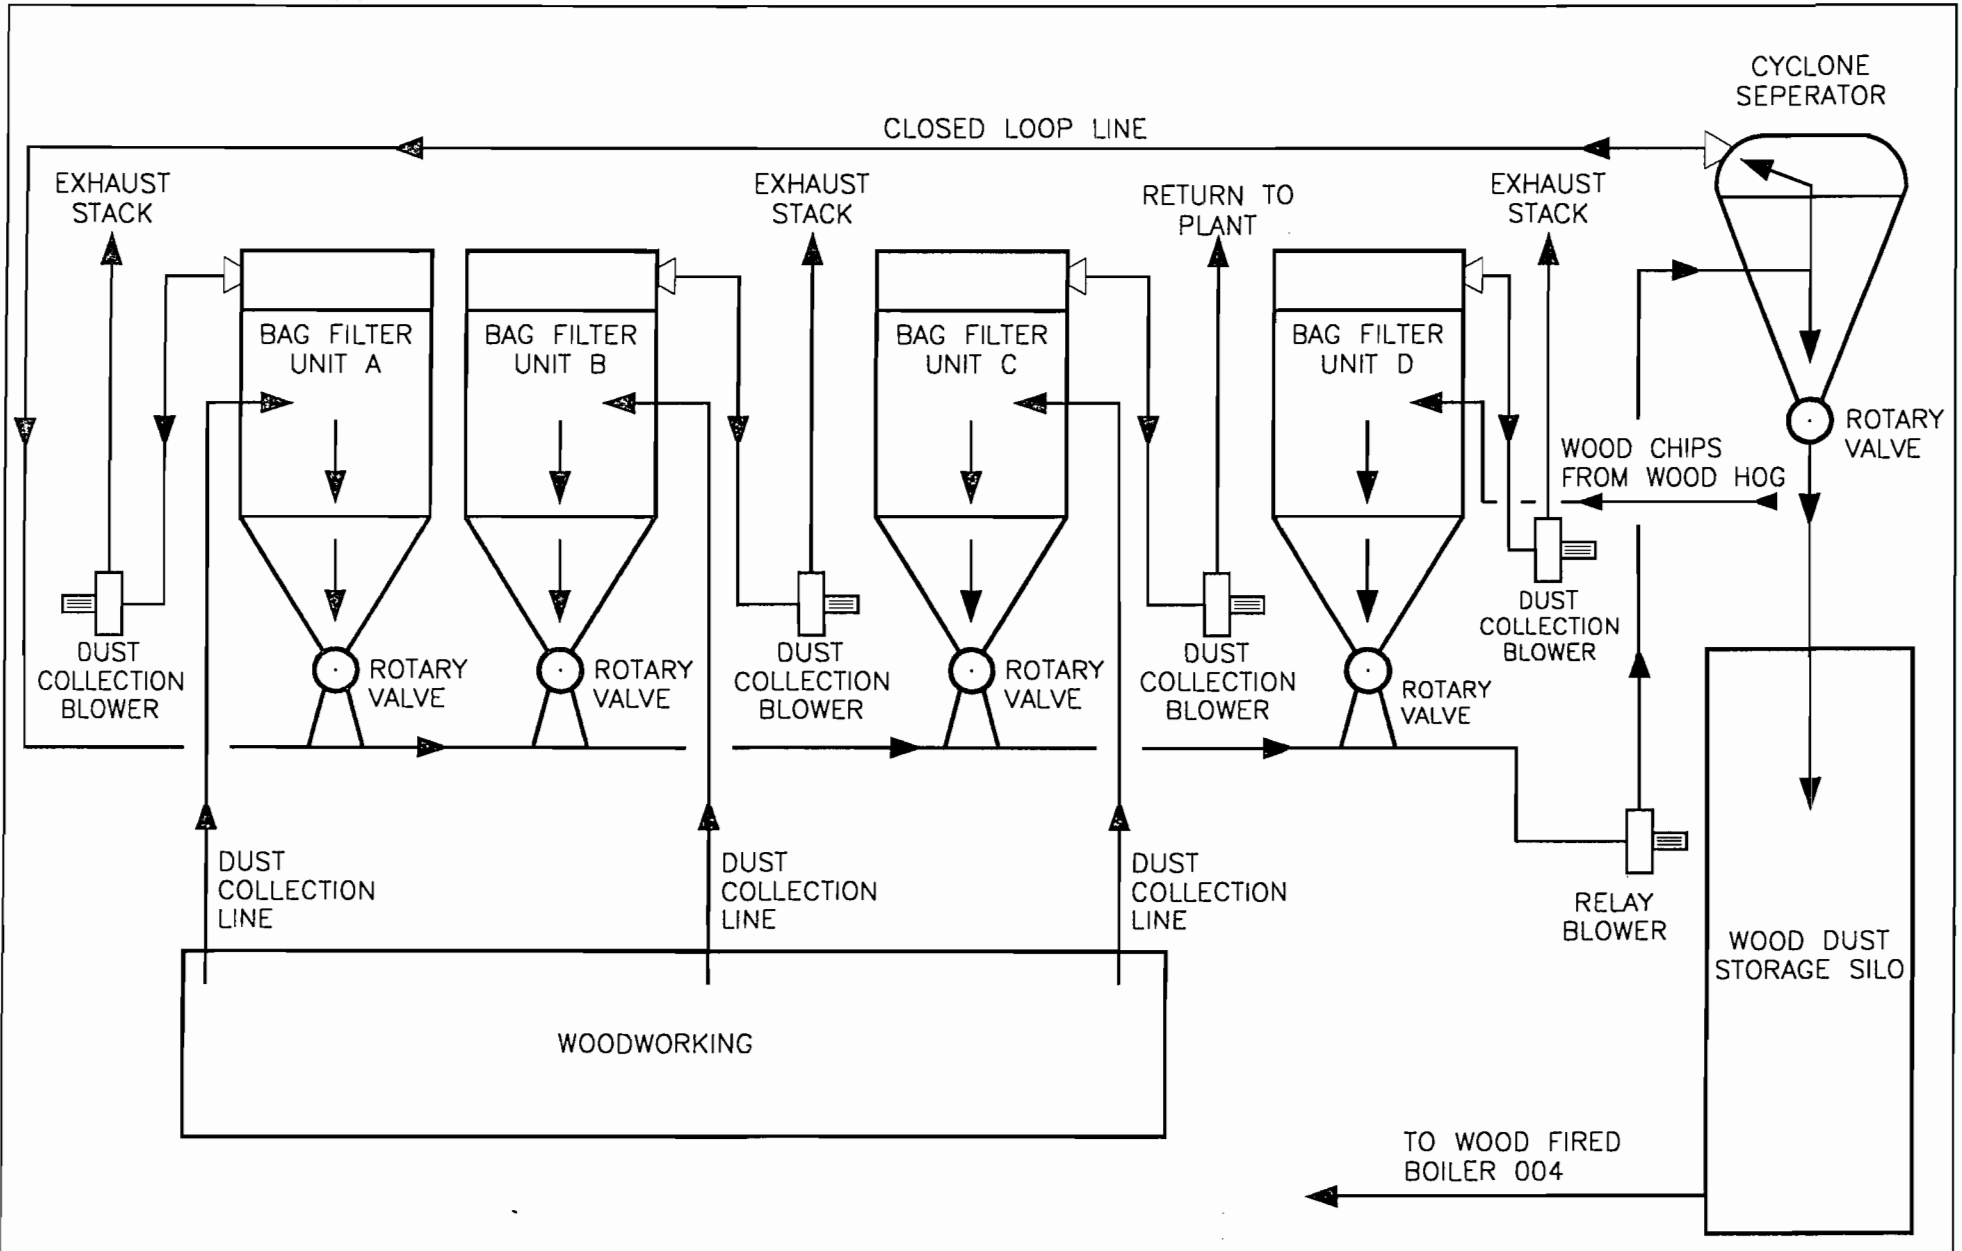 CYCLONE
SEPERATOR
CLOSED LOOP LINE
EXHAUST
STACK
EXHAUST
STACK
RETURN TO
PLANT
EXHAUST
STACK
BAG FILTER
UNIT A
BAG FILTER
UNIT B
BAG FILTER
UNIT C
BAG FILTER
UNIT D
ROTARY
VALVE
WOOD CHIPS
FROM WOOD HOG
DUST
COLLECTION
BLOWER
ROTARY
VALVE
ROTARY
VALVE
DUST
COLLECTION
BLOWER
ROTARY
VALVE
DUST
COLLECTION
BLOWER
ROTARY
VALVE
DUST
COLLECTION
BLOWER
DUST
COLLECTION
LINE
DUST
COLLECTION
LINE
DUST
COLLECTION
LINE
RELAY
BLOWER
WOOD DUST
STORAGE SILO
WOODWORKING
TO WOOD FIRED
BOILER 004